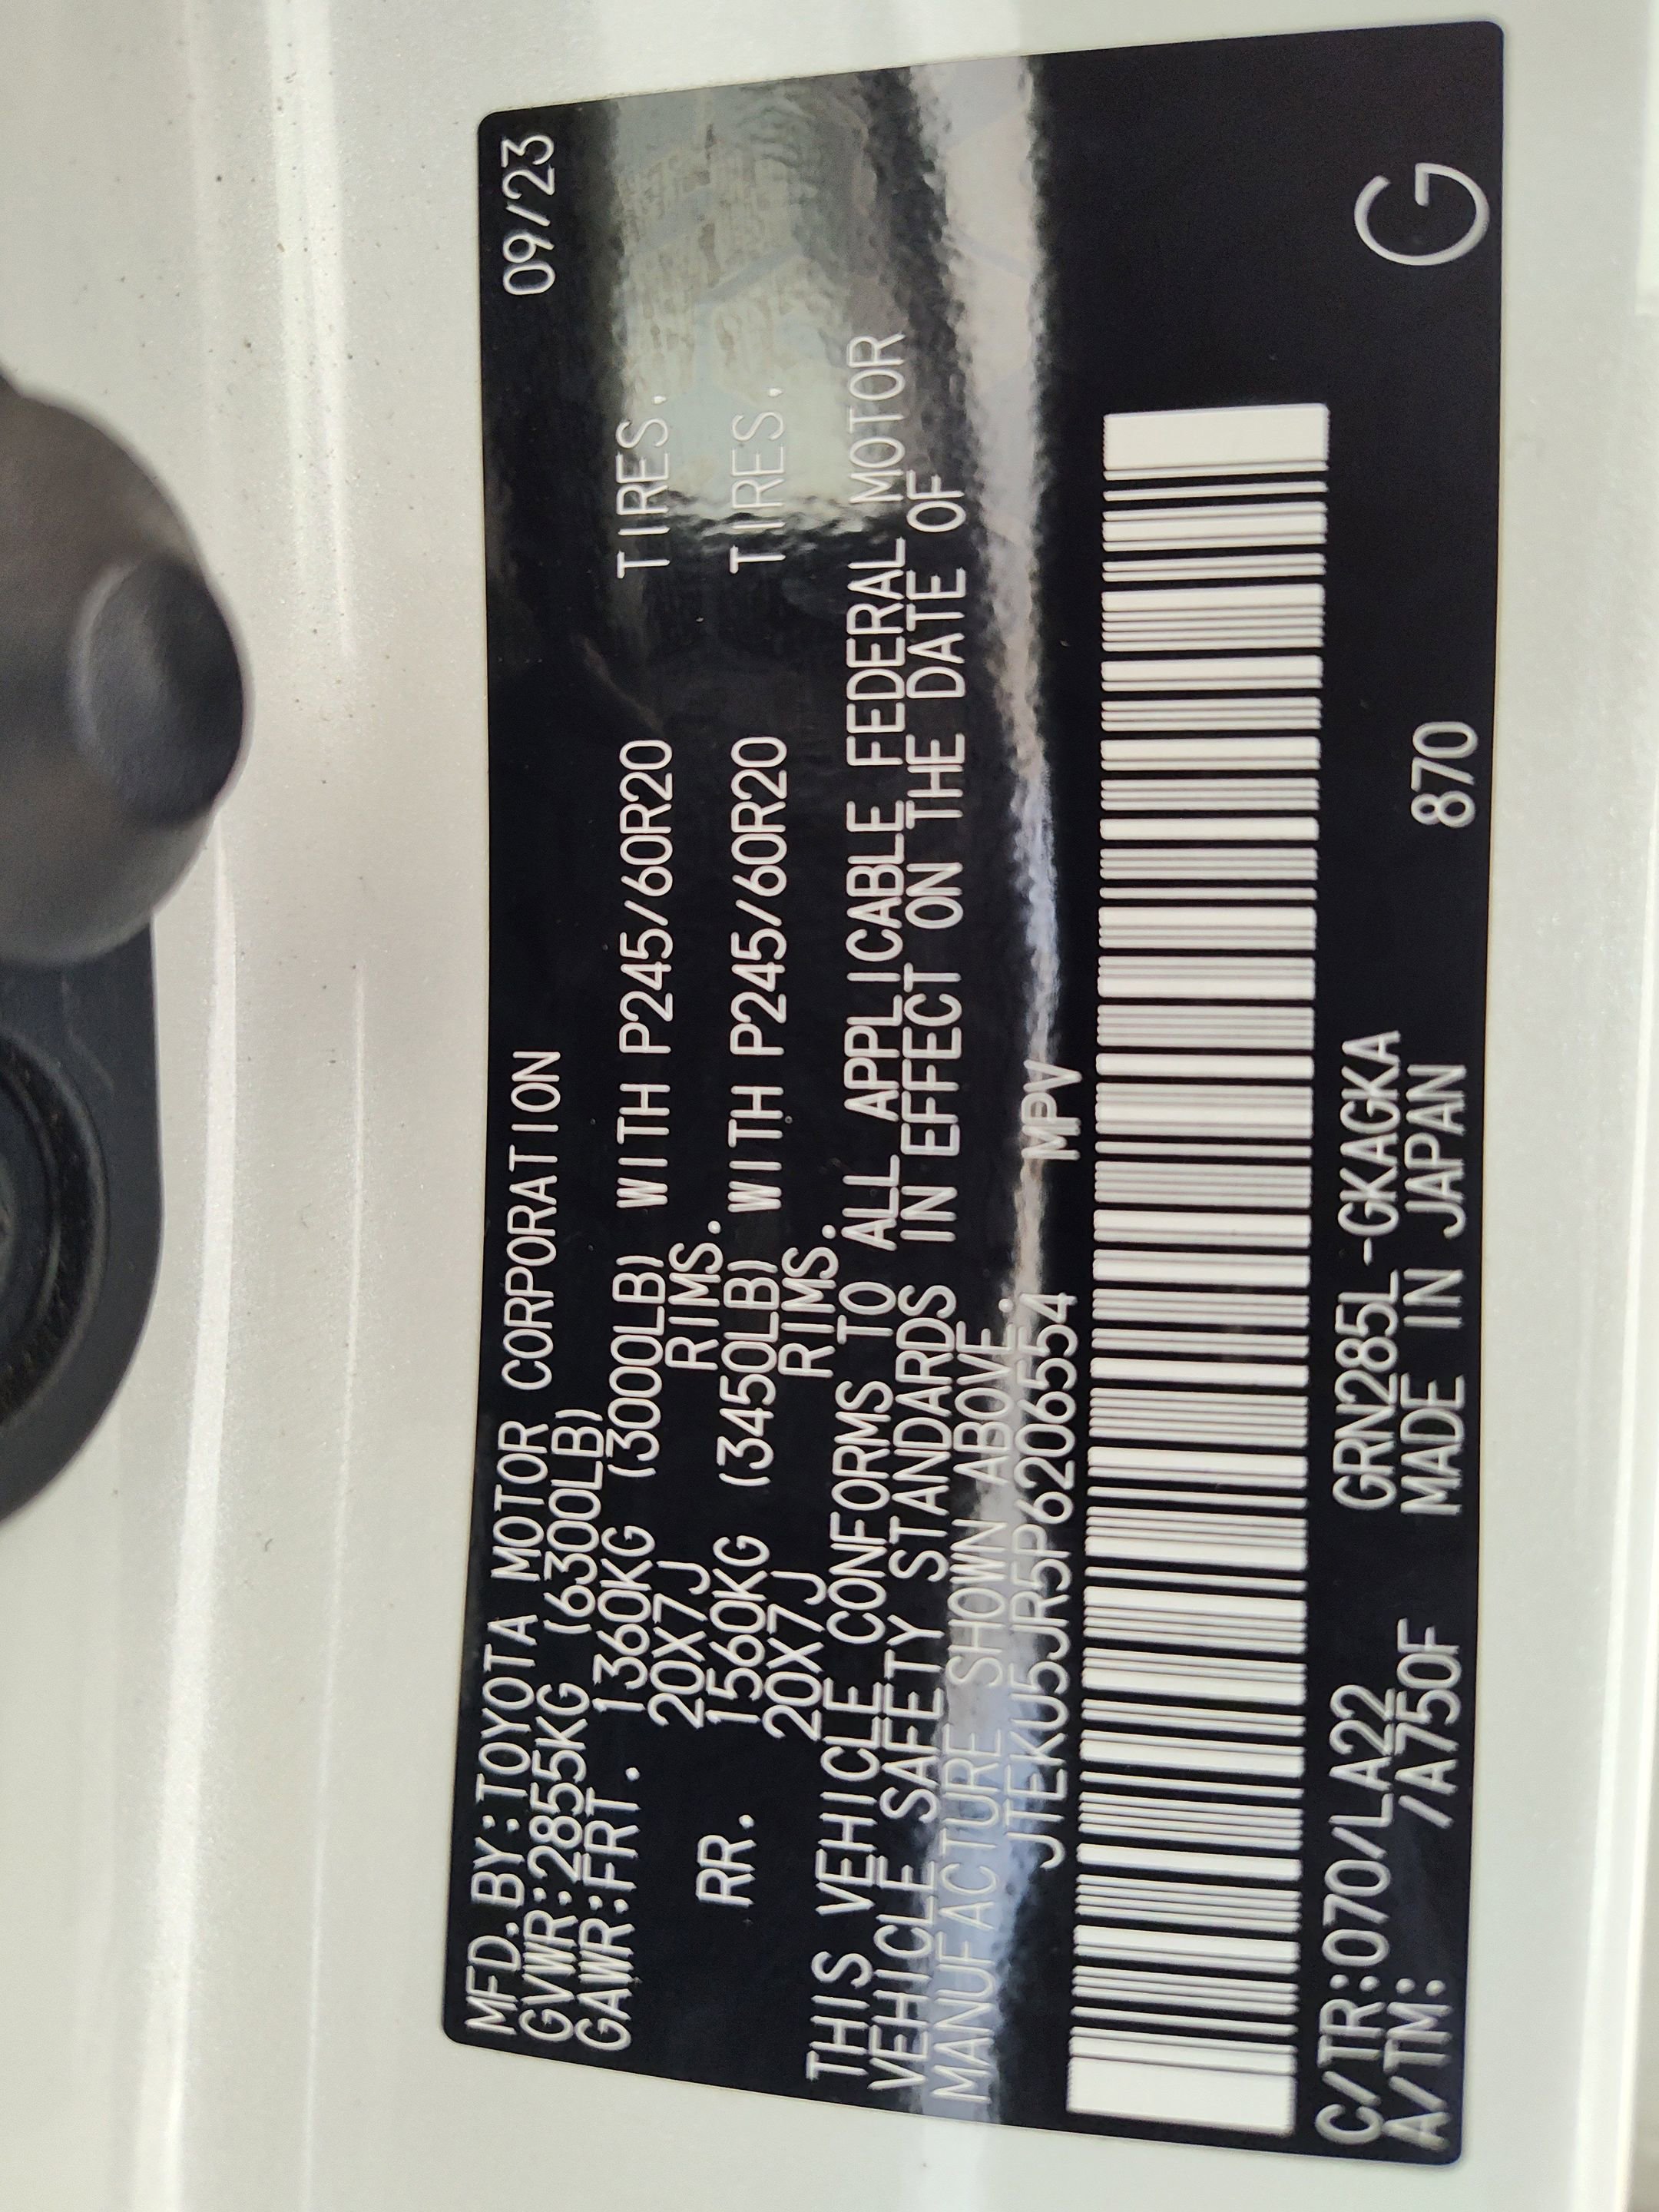 MFD.BY:TOYOTA MOTOR CORPORATION 09/23
GVWR:2855KG (6300LB)
GAWR:FRT. 1360KG (3000LB) WITH P245/60R20 TIRES,
20X7J RIMS.
RR. 1560KG (3450LB) WITH P245/60R20 TIRES,
20X7J RIMS.
THIS VEHICLE CONFORMS TO ALL APPLICABLE FEDERAL MOTOR
VEHICLE SAFETY STANDARDS IN EFFECT ON THE DATE OF
MANUFACTURE SHOWN ABOVE.
JTEKU5JR5P6206554 MPV
C/TR:070/LA22 GRN285L-GKAGKA
A/TM: /A750F MADE IN JAPAN 870 G